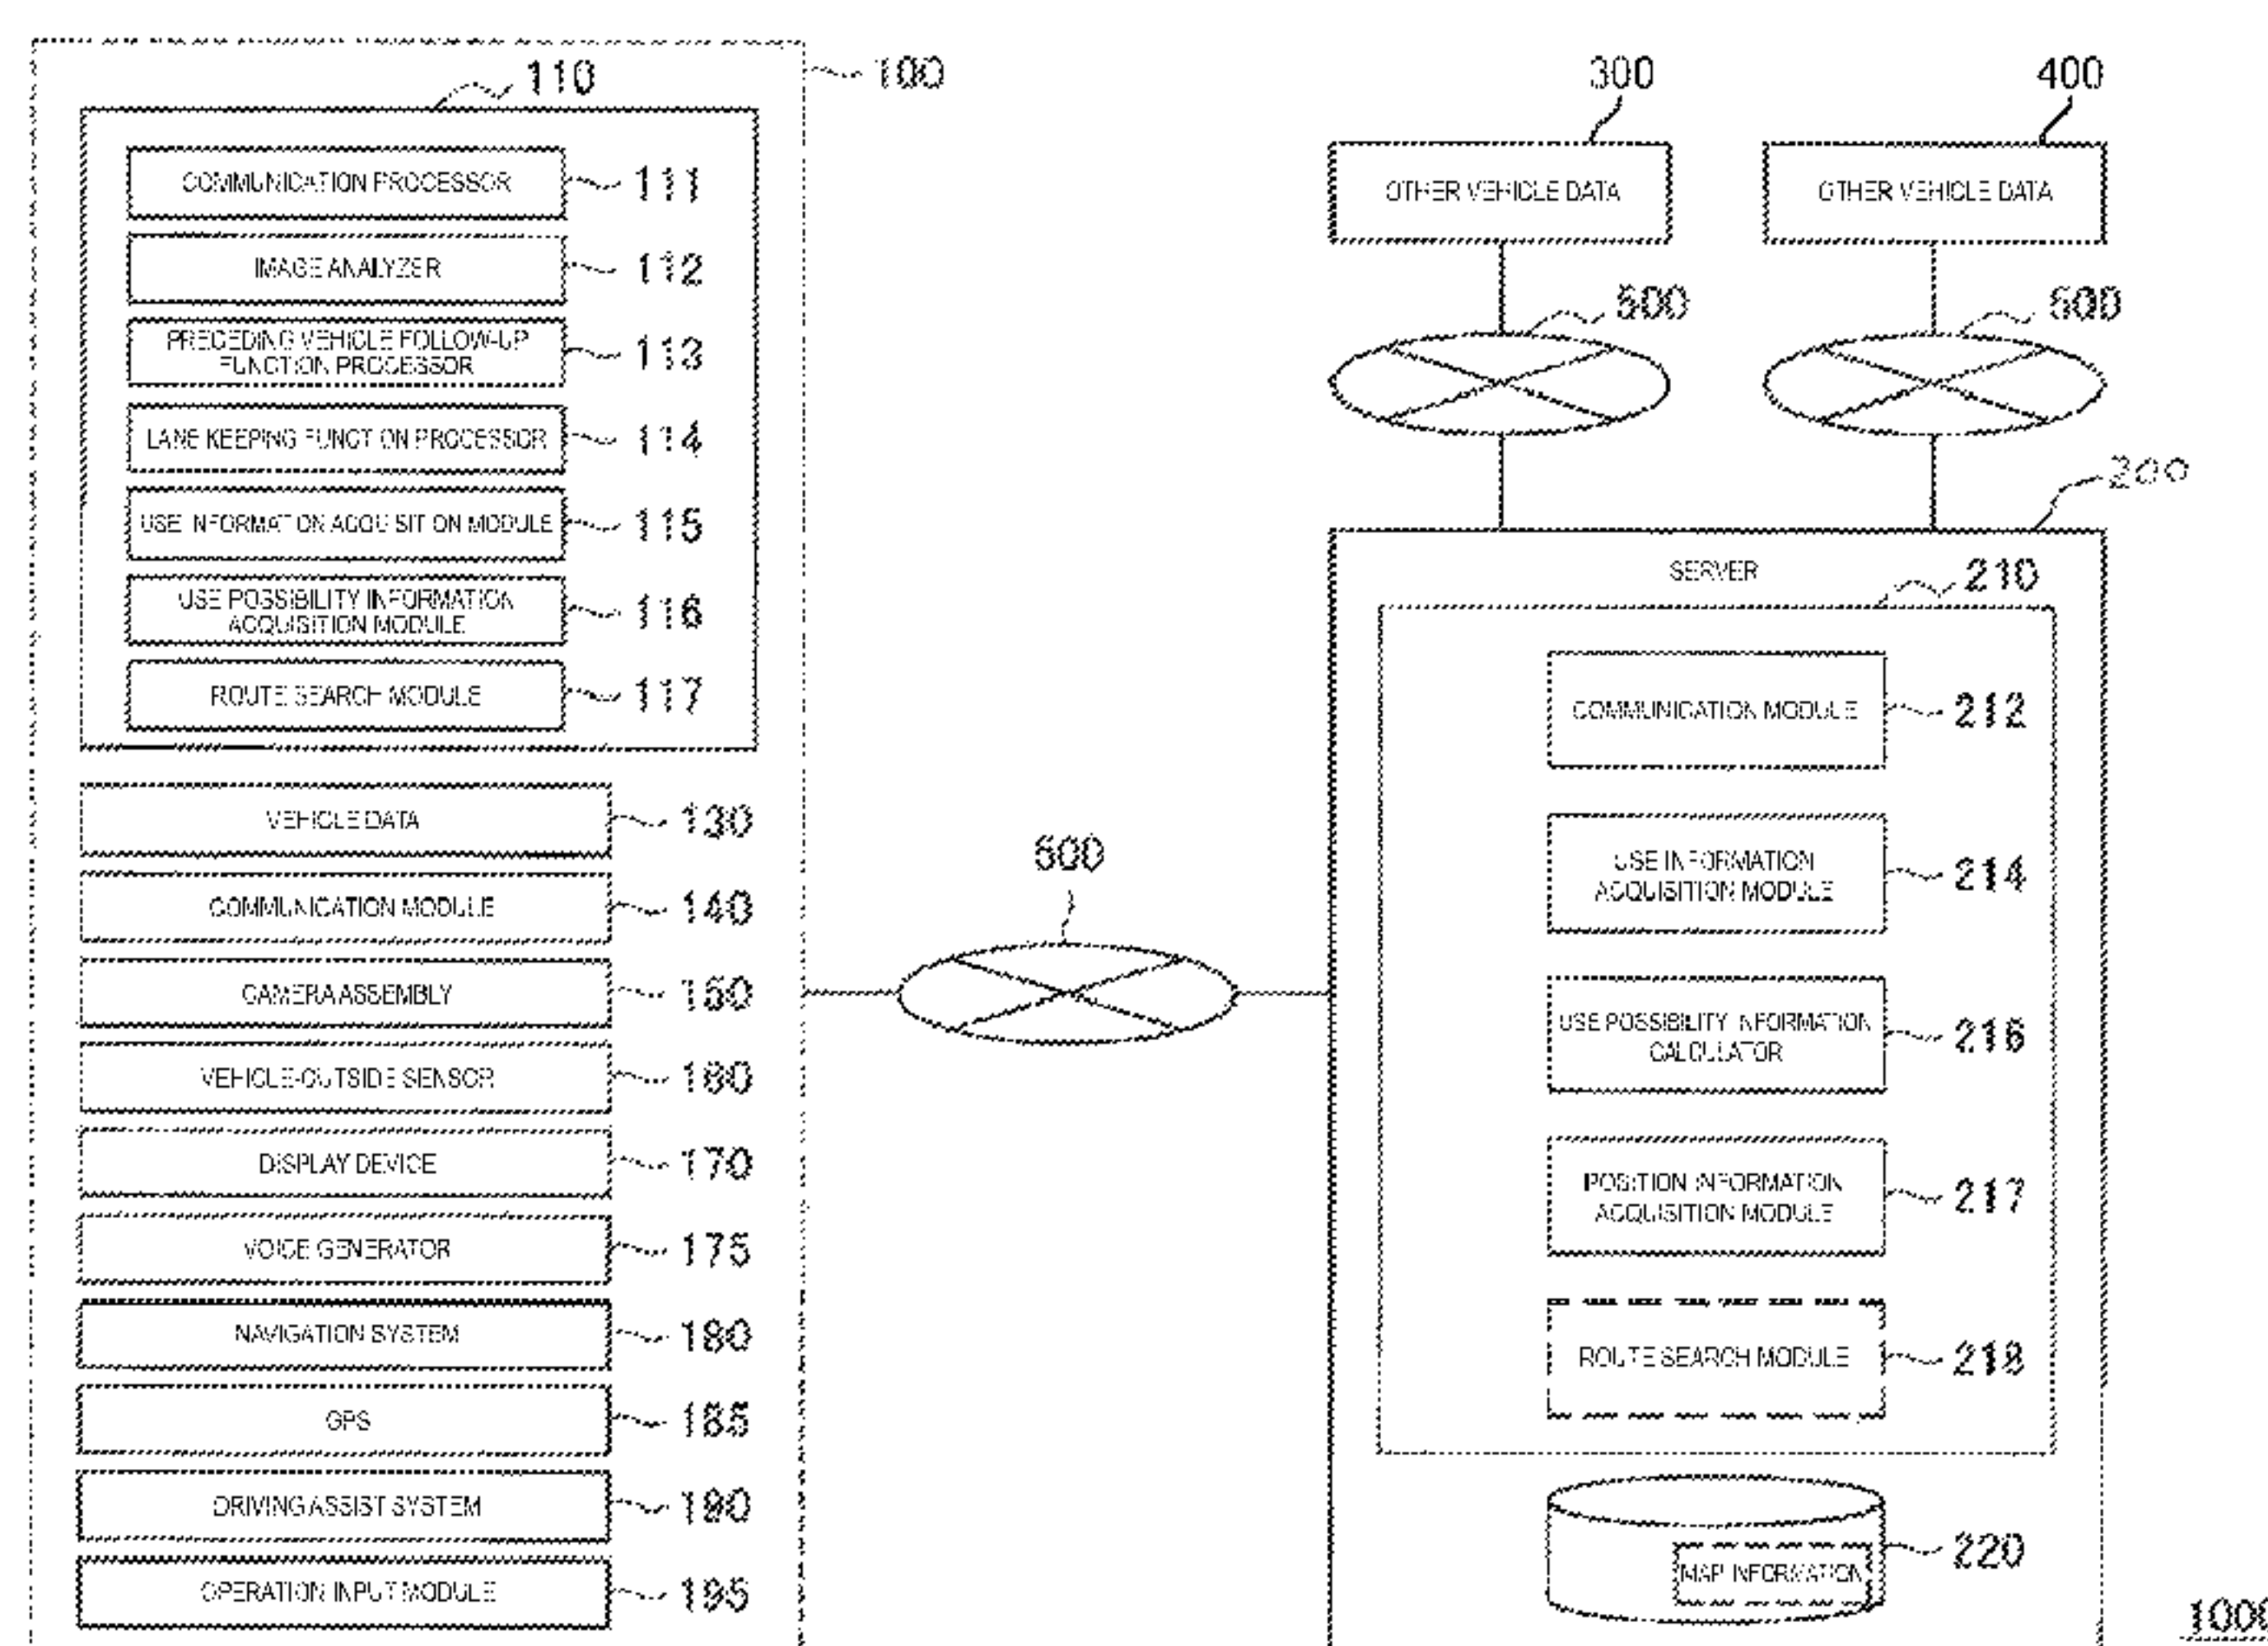 100
110
COMMUNICATION PROCESSOR
111
IMAGE ANALYZER
112
PRECEDING VEHICLE FOLLOW-UP
FUNCTION PROCESSOR
113
LANE KEEPING FUNCTION PROCESSOR
114
USE INFORMATION ACQUISITION MODULE
115
USE POSSIBILITY INFORMATION
ACQUISITION MODULE
116
ROUTE SEARCH MODULE
117
VEHICLE DATA
130
COMMUNICATION MODULE
140
CAMERA ASSEMBLY
150
VEHICLE-OUTSIDE SENSOR
160
DISPLAY DEVICE
170
VOICE GENERATOR
175
NAVIGATION SYSTEM
180
GPS
185
DRIVING ASSIST SYSTEM
190
OPERATION INPUT MODULE
195
500
300
OTHER VEHICLE DATA
400
OTHER VEHICLE DATA
500
500
200
SERVER
210
COMMUNICATION MODULE
212
USE INFORMATION
ACQUISITION MODULE
214
USE POSSIBILITY INFORMATION
CALCULATOR
216
POSITION INFORMATION
ACQUISITION MODULE
217
ROUTE SEARCH MODULE
218
MAP INFORMATION
220
1000